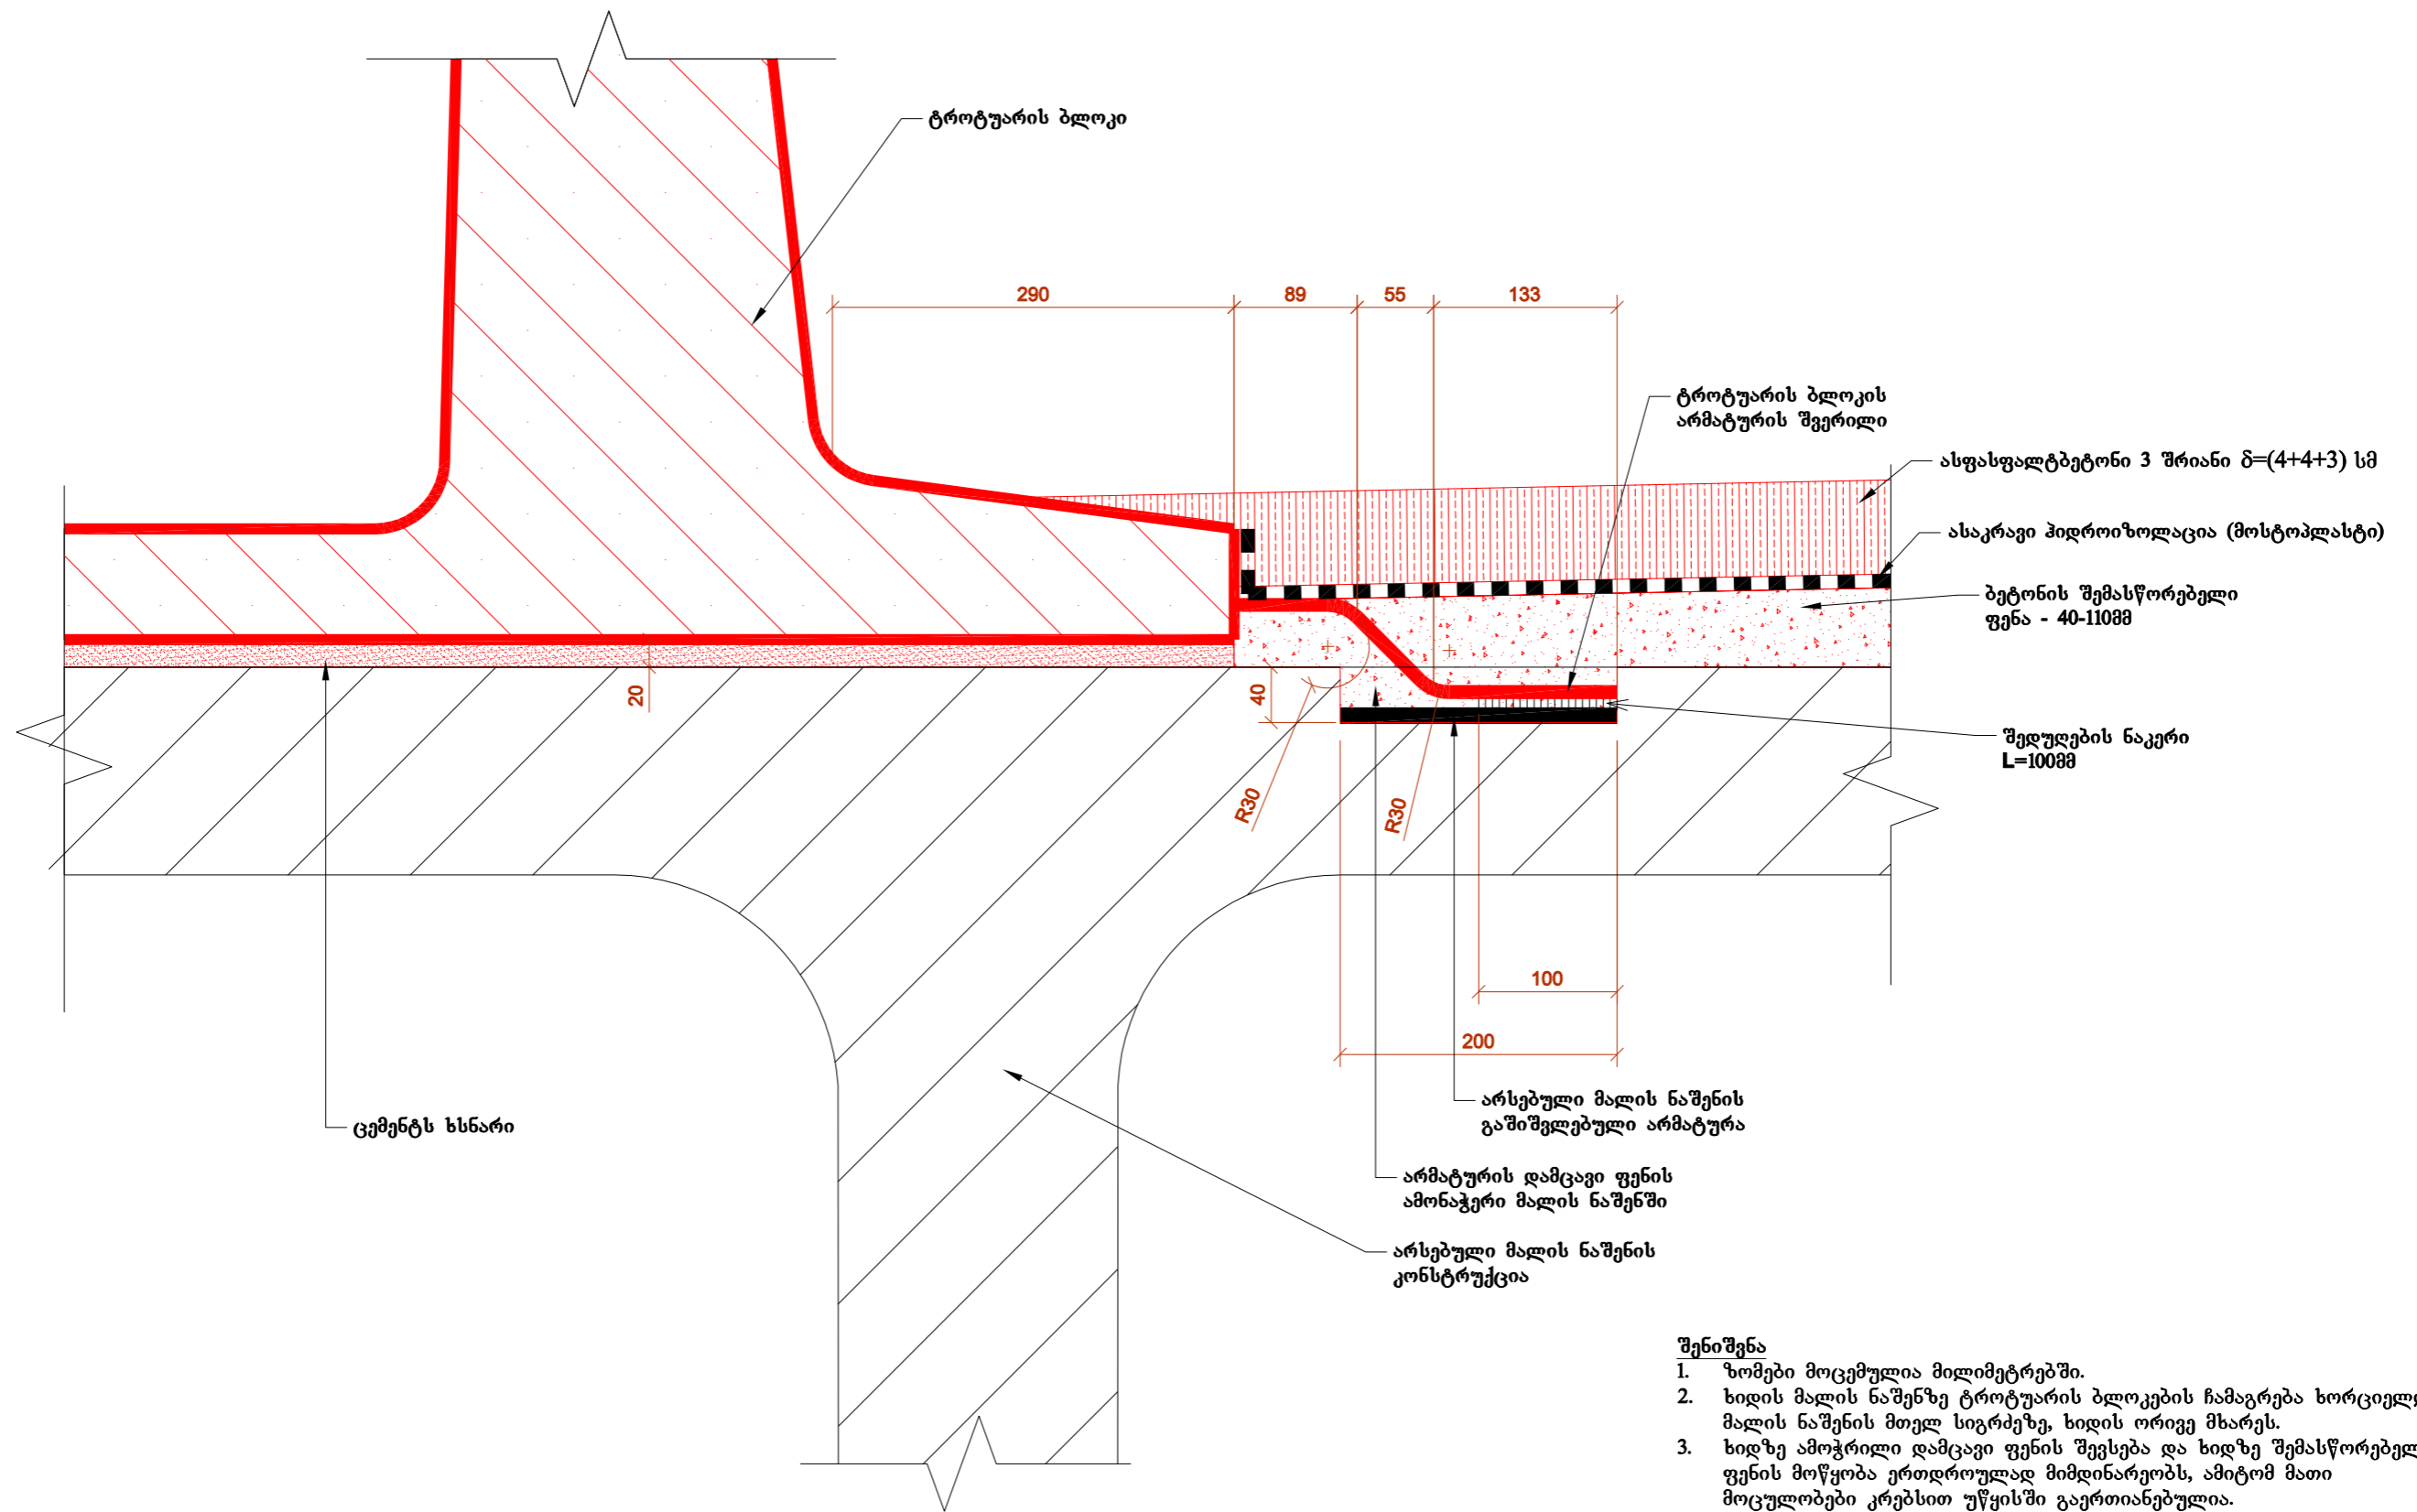 ტროტუარის ბლოკი
290
89
55
133
ტროტუარის ბლოკის
არმატურის შვერილი
ასფასფალტბეტონი 3 შრიანი δ=(4+4+3) სმ
ასაკრავი ჰიდროიზოლაცია (მოსტოპლასტი)
ბეტონის შემასწორებელი
ფენა - 40-110მმ
20
40
R30
R30
შედუღების ნაკერი
L=100მმ
100
200
ცემენტს ხსნარი
არსებული მალის ნაშენის
გაშიშვლებული არმატურა
არმატურის დამცავი ფენის
ამონაჭერი მალის ნაშენში
არსებული მალის ნაშენის
კონსტრუქცია
შენიშვნა
1. ზომები მოცემულია მილიმეტრებში.
2. ხიდის მალის ნაშენზე ტროტუარის ბლოკების ჩამაგრება
მალის ნაშენის მთელ სიგრძეზე, ხიდის ორივე მხარეს.
3. ხიდზე ამოჭრილი დამცავი ფენის შევსება და ხიდზე შემასწორებელ
ფენის მოწყობა ერთდროულად მიმდინარეობს, ამიტომ მათი
მოცულობები კრებსით უწყისში გაერთიანებულია.